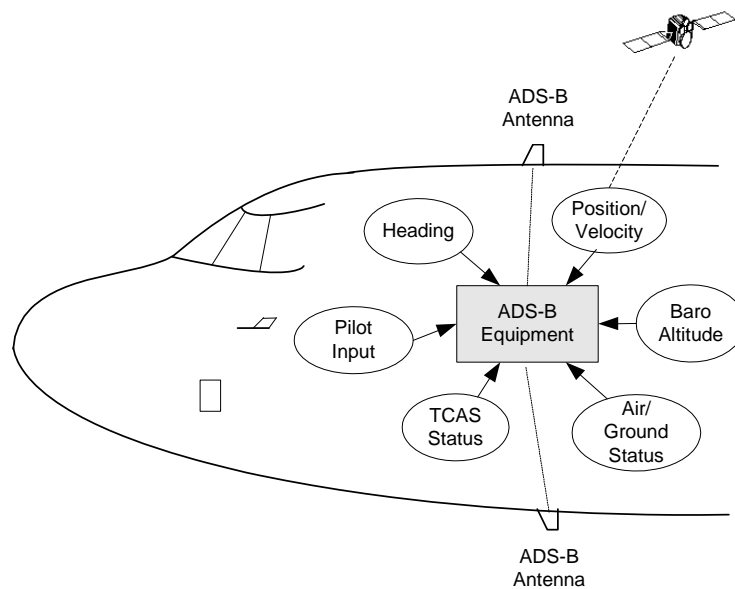 ADS-B
Antenna
Heading
Position/
Velocity
ADS-B
Equipment
Pilot
Input
Baro
Altitude
TCAS
Status
Air/
Ground
Status
ADS-B
Antenna